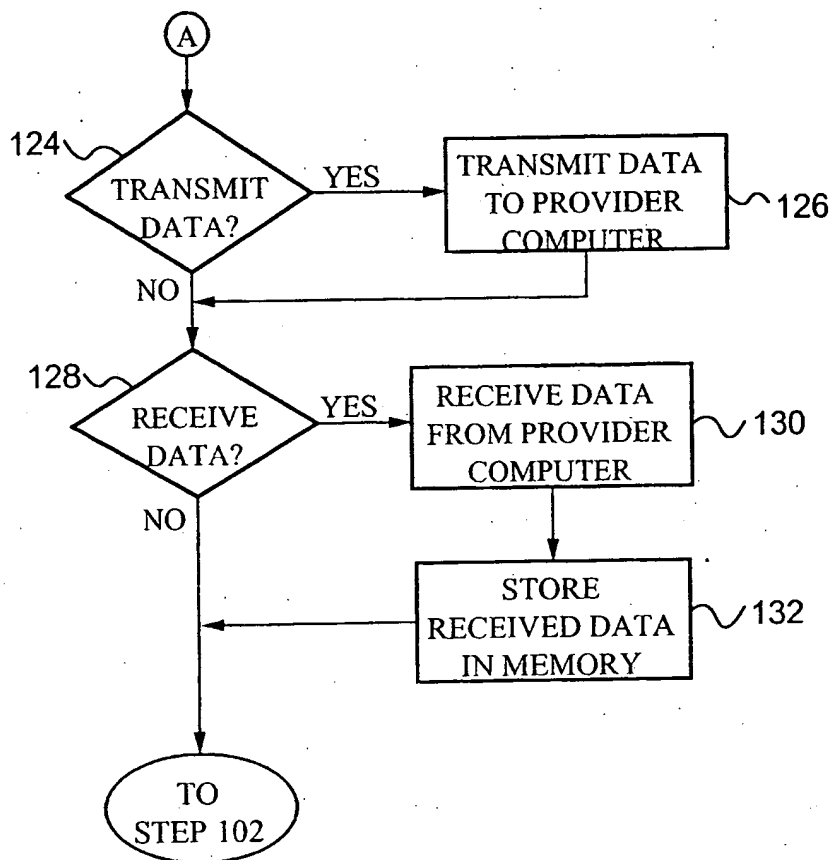 A
124
TRANSMIT
DATA?
YES
TRANSMIT DATA
TO PROVIDER
COMPUTER
126
NO
128
RECEIVE
DATA?
YES
RECEIVE DATA
FROM PROVIDER
COMPUTER
130
NO
STORE
RECEIVED DATA
IN MEMORY
132
TO
STEP 102